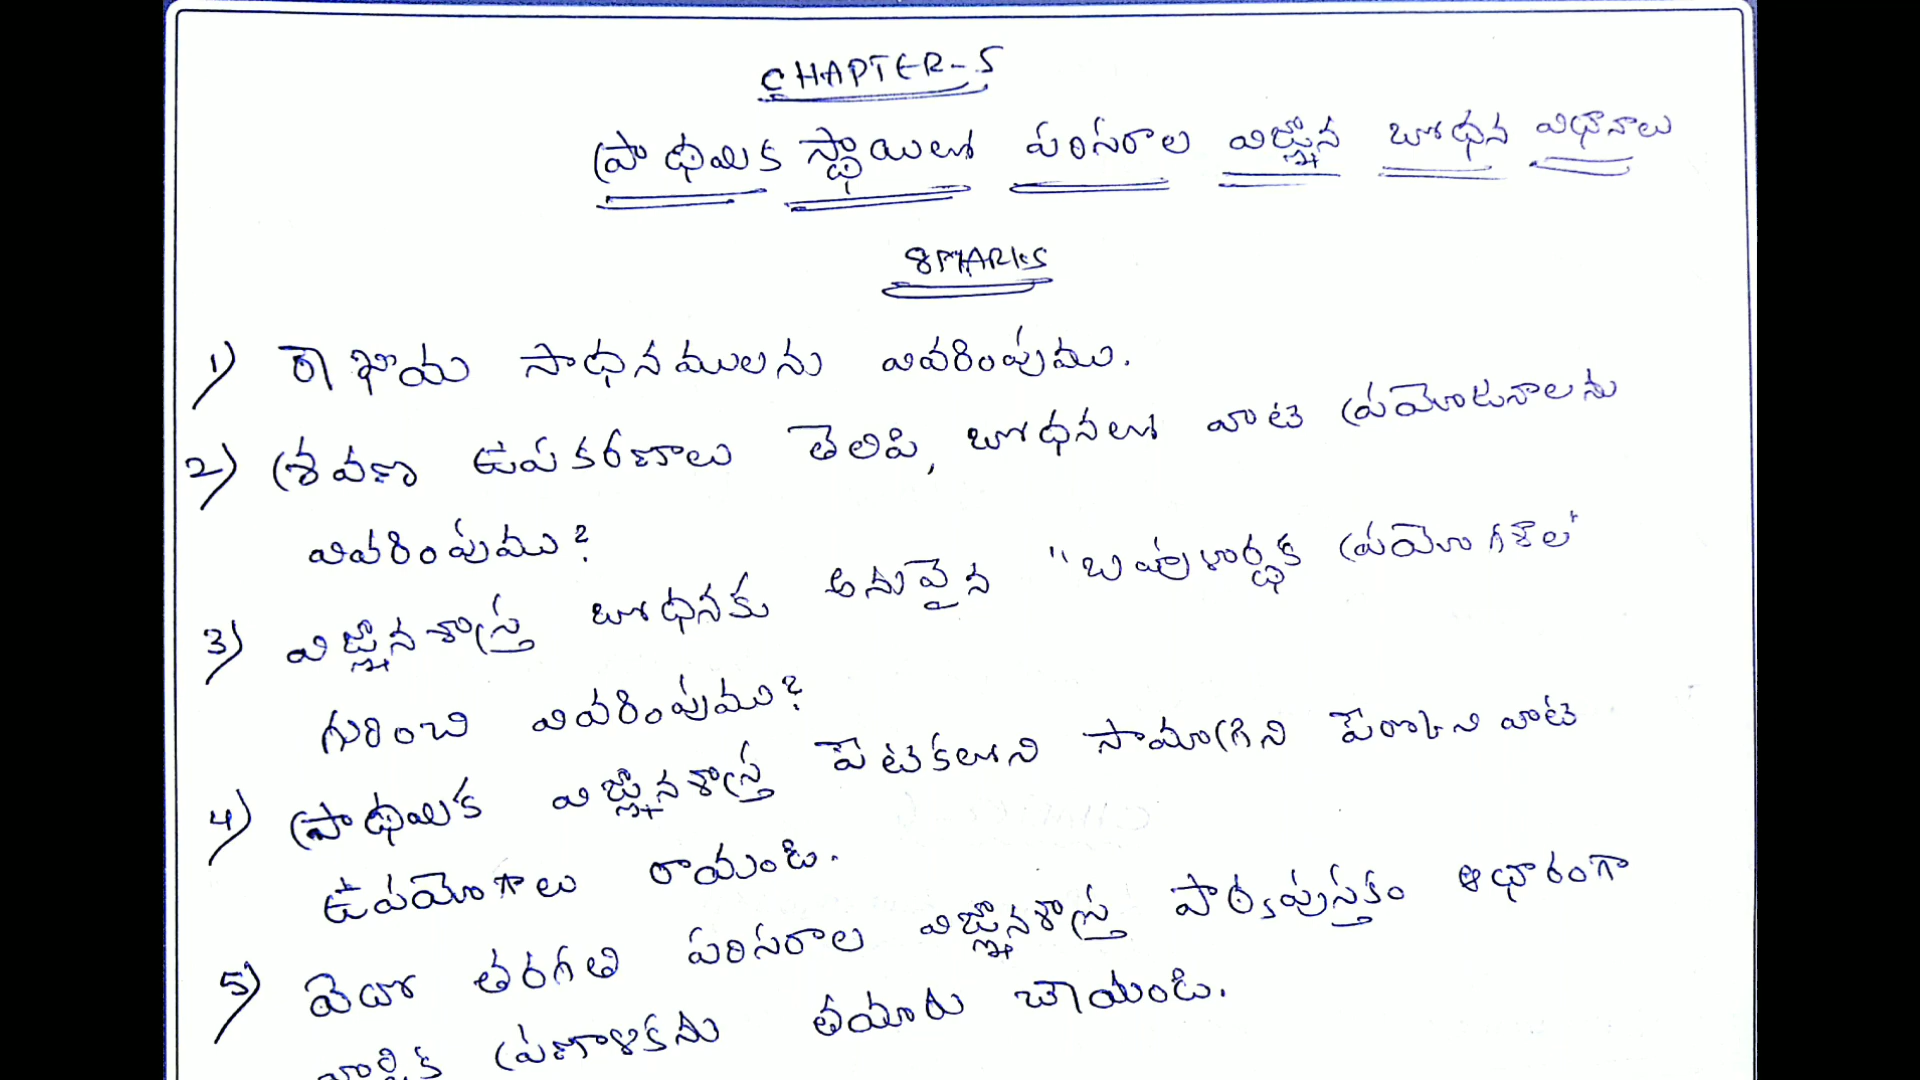 CHAPTER-5
ప్రాథమిక స్థాయిలో పరిసరాల విజ్ఞాన బోధన విధానాలు
8 MARKS
1) రాజీయ సాధనములను వివరింపుము.
2) శ్రవణ ఉపకరణాలు తెలిపి, బోధనలో వాటి ప్రయోజనాలను
వివరింపుము?
3) విజ్ఞానశాస్త్ర బోధనకు అనువైన "బహుళార్థక ప్రయోగశాల"
గురించి వివరింపుము?
4) ప్రాథమిక విజ్ఞానశాస్త్ర పేటికలోని సామాగ్రిని పేర్కొని వాటి
ఉపయోగాలు రాయండి.
5) తరగతి పరిసరాల విజ్ఞానశాస్త్ర పాఠ్యపుస్తకం ఆధారంగా
వార్షిక ప్రణాళికను తయారు చేయండి.